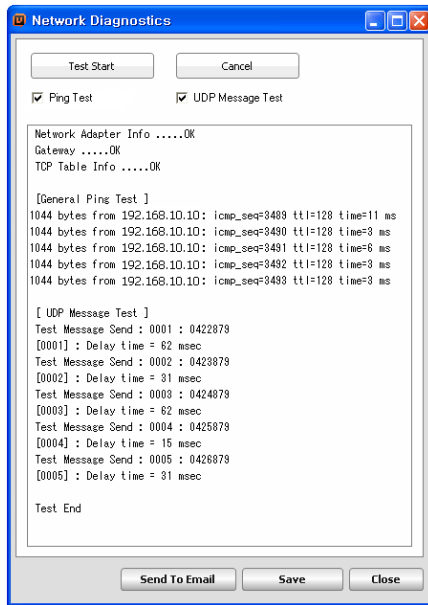 Network Diagnostics
Test Start
Cancel
Ping Test
UDP Message Test
Network Adapter Info .....OK
Gateway .....OK
TCP Table Info .....OK
[General Ping Test ]
1044 bytes from 192.168.10.10: icmp_seq=3489 ttl=128 time=11 ms
1044 bytes from 192.168.10.10: icmp_seq=3490 ttl=128 time=3 ms
1044 bytes from 192.168.10.10: icmp_seq=3491 ttl=128 time=6 ms
1044 bytes from 192.168.10.10: icmp_seq=3492 ttl=128 time=3 ms
1044 bytes from 192.168.10.10: icmp_seq=3493 ttl=128 time=3 ms
[ UDP Message Test ]
Test Message Send : 0001 : 0422879
[0001] : Delay time = 62 msec
Test Message Send : 0002 : 0423879
[0002] : Delay time = 31 msec
Test Message Send : 0003 : 0424879
[0003] : Delay time = 62 msec
Test Message Send : 0004 : 0425879
[0004] : Delay time = 15 msec
Test Message Send : 0005 : 0426879
[0005] : Delay time = 31 msec
Test End
Send To Email
Save
Close